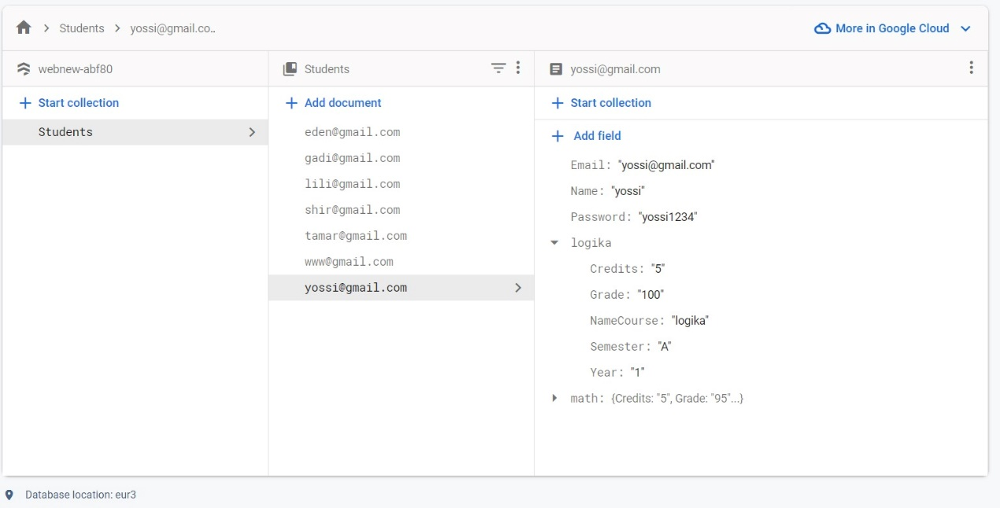 Students yossi@gmail.co..
More in Google Cloud
webnew-abf80
Start collection
Students
Students
Add document
eden@gmail.com
gadi@gmail.com
lili@gmail.com
shir@gmail.com
tamar@gmail.com
www@gmail.com
yossi@gmail.com
yossi@gmail.com
Start collection
Add field
Email: "yossi@gmail.com"
Name: "yossi"
Password: "yossi1234"
logika
Credits: "5"
Grade: "100"
NameCourse: "logika"
Semester: "A"
Year: "1"
math: {Credits: "5", Grade: "95"...}
Database location: eur3